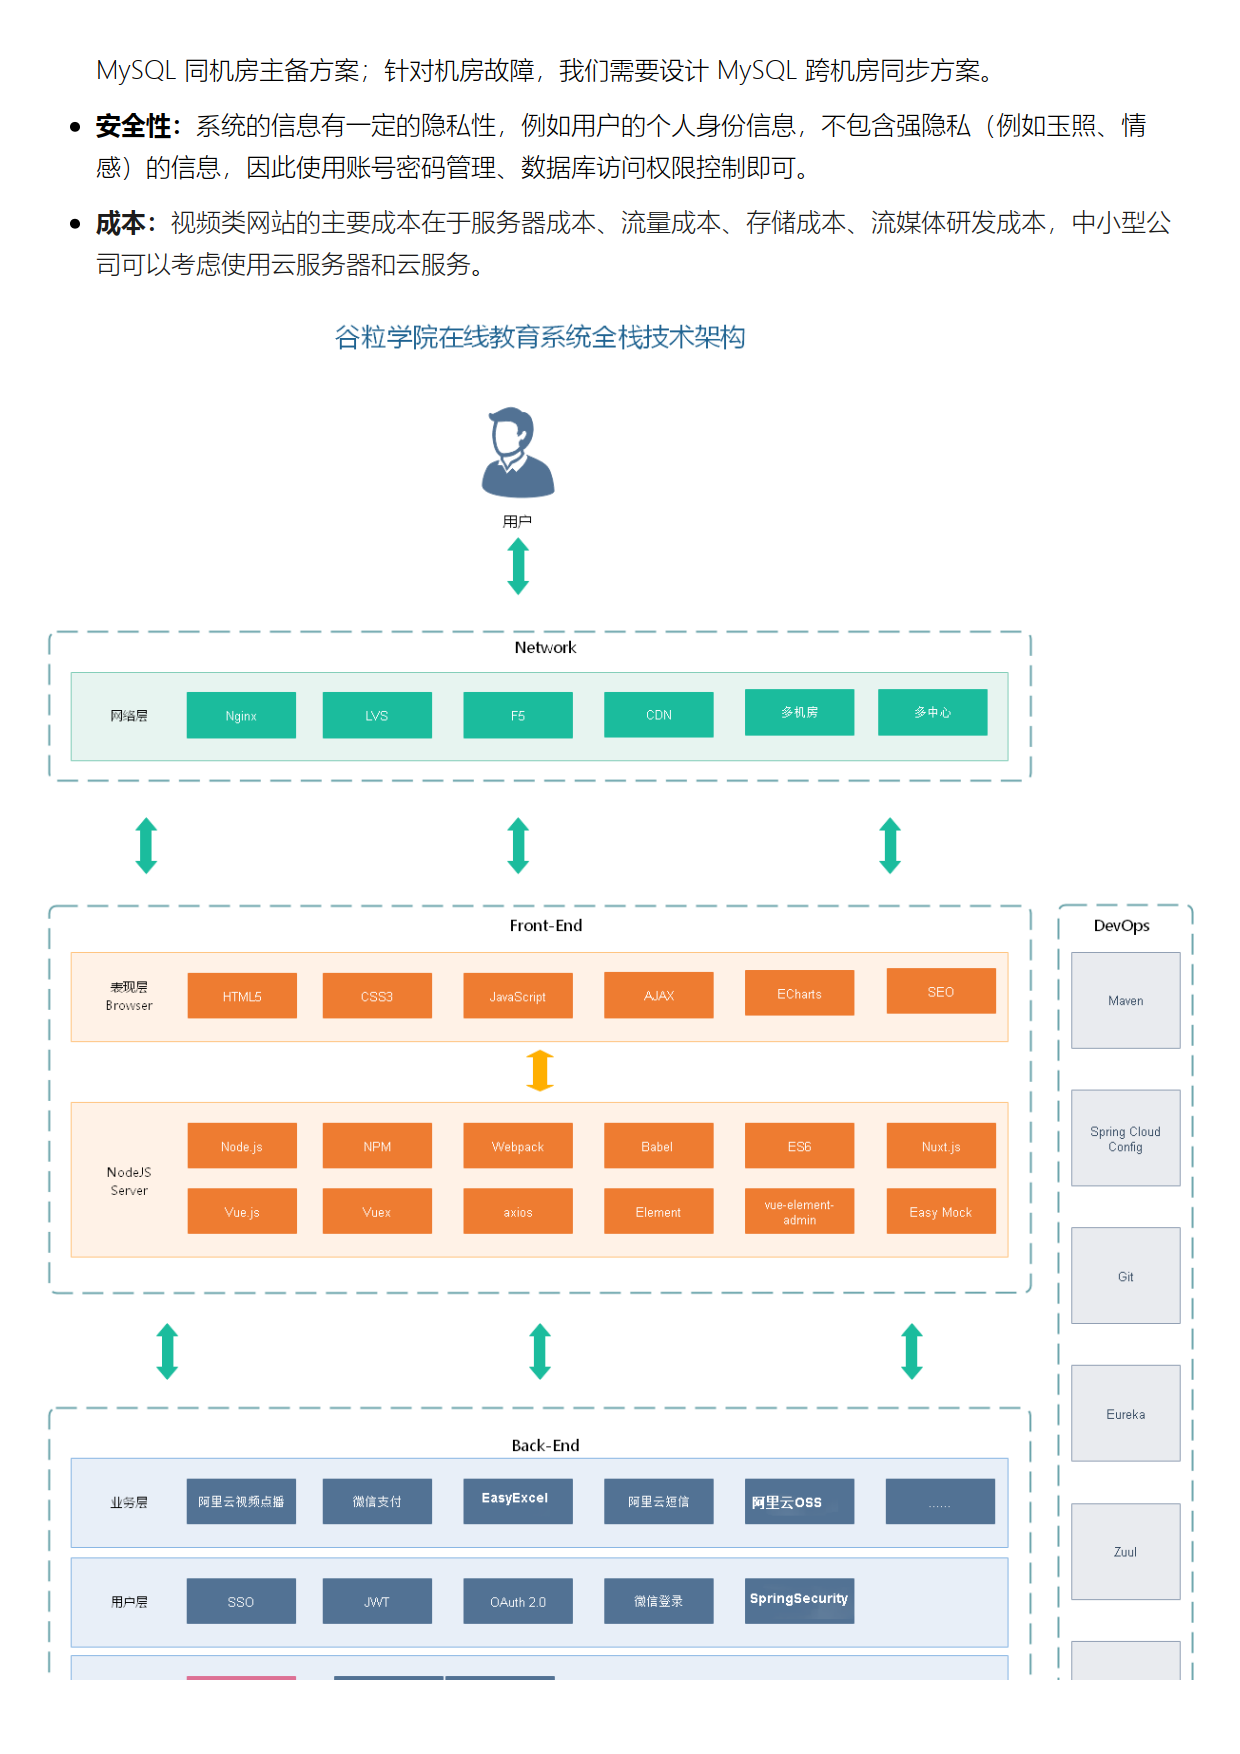 MySQL 同机房主备方案；针对机房故障，我们需要设计 MySQL 跨机房同步方案。
安全性：系统的信息有一定的隐私性，例如用户的个人身份信息，不包含强隐私（例如玉照、情
感）的信息，因此使用账号密码管理、数据库访问权限控制即可。
成本：视频类网站的主要成本在于服务器成本、流量成本、存储成本、流媒体研发成本，中小型公
司可以考虑使用云服务器和云服务。
谷粒学院在线教育系统全栈技术架构
用户
Network
网络层
Nginx
LVS
F5
CDN
多机房
多中心
Front-End
表现层
Browser
HTML5
CSS3
JavaScript
AJAX
ECharts
SEO
NodeJS
Server
Node.js
NPM
Webpack
Babel
ES6
Nuxt.js
Vue.js
Vuex
axios
Element
vue-element-
admin
Easy Mock
Back-End
业务层
阿里云视频点播
微信支付
EasyExcel
阿里云短信
阿里云OSS
......
用户层
SSO
JWT
OAuth 2.0
微信登录
SpringSecurity
DevOps
Maven
Spring Cloud
Config
Git
Eureka
Zuul